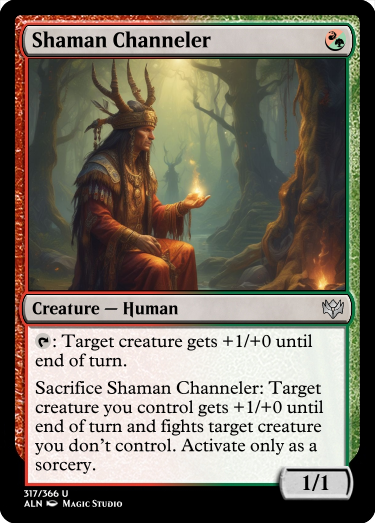 Shaman Channeler
Creature — Human
: Target creature gets +1/+0 until
end of turn.
Sacrifice Shaman Channeler: Target
creature you control gets +1/+0 until
end of turn and fights target creature
you don't control. Activate only as a
sorcery.
1/1
317/366 U
ALN Magic Studio